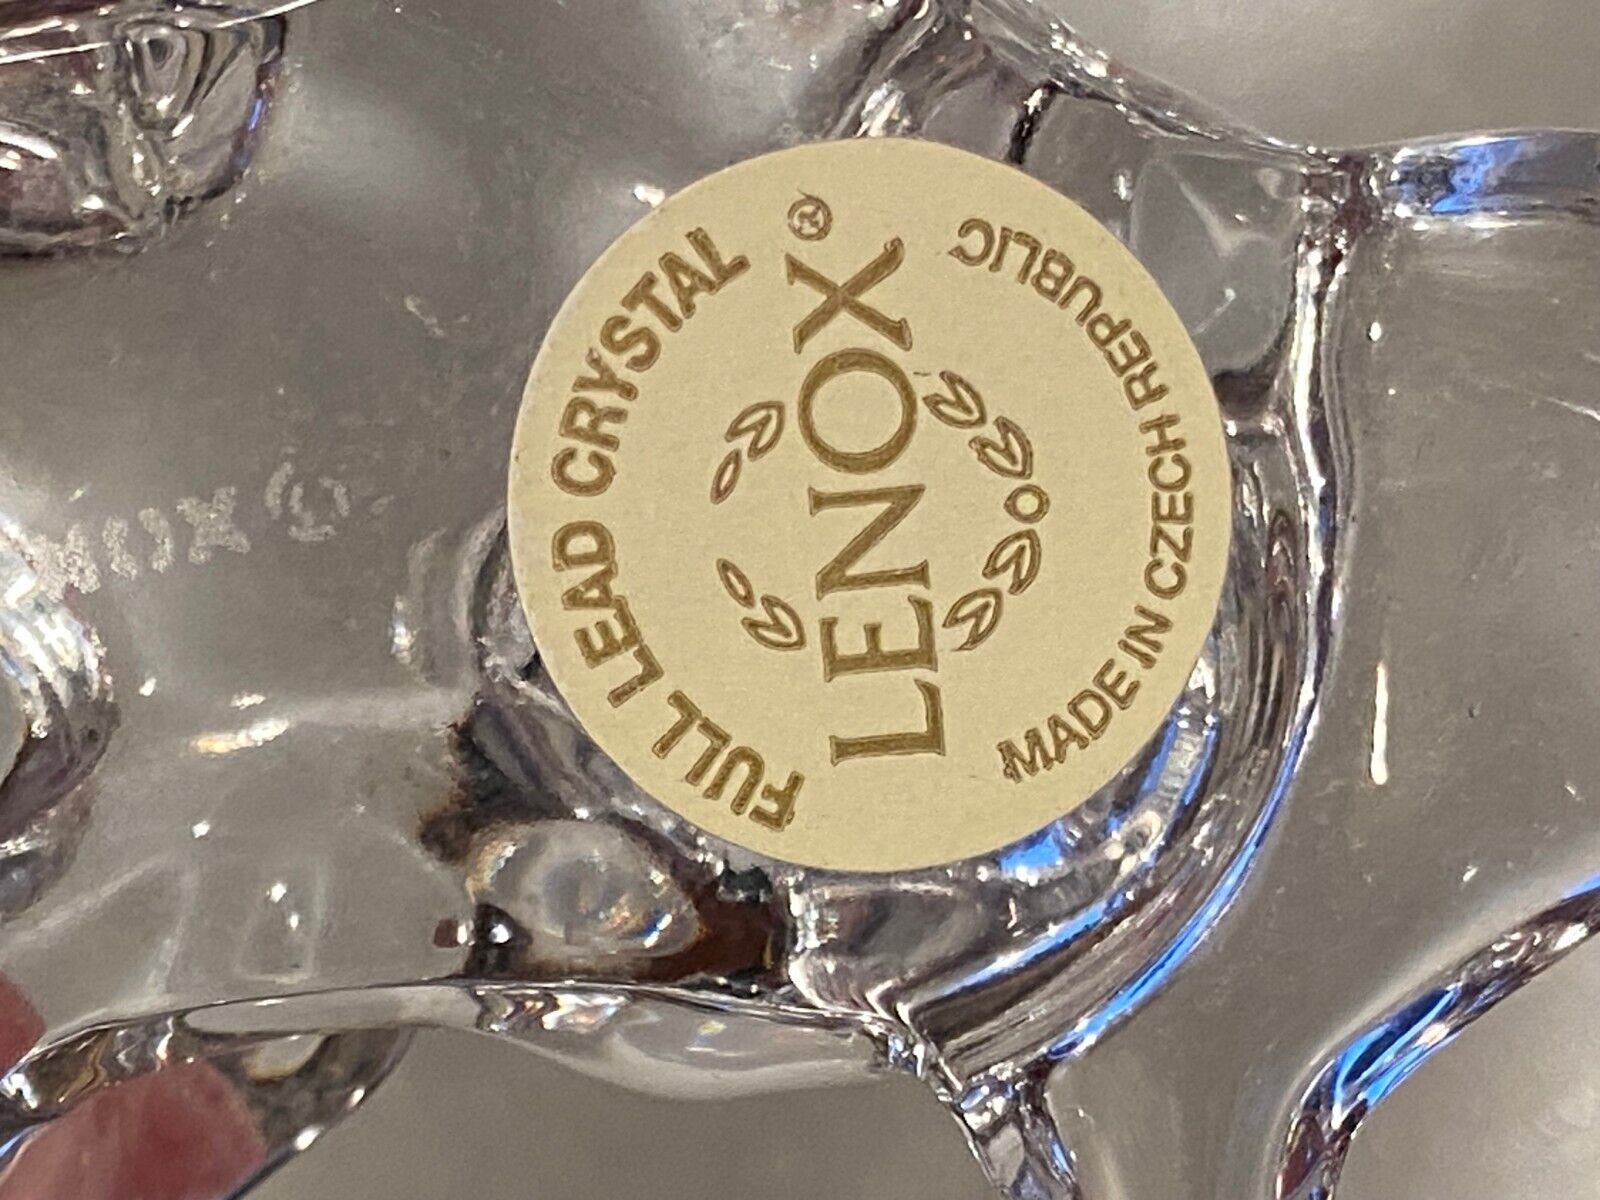 FULL LEAD CRYSTAL
LENOX ®
MADE IN CZECH REPUBLIC